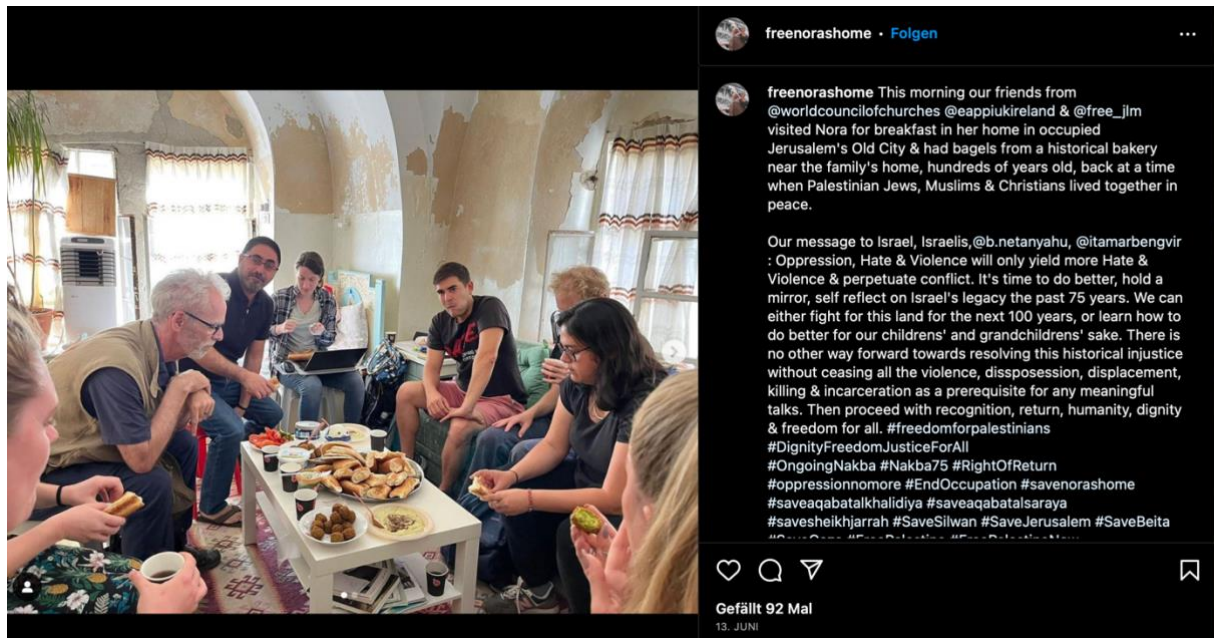 freenorashome • Folgen
freenorashome This morning our friends from
@worldcouncilofchurches @eappiukireland & @free_jlm
visited Nora for breakfast in her home in occupied
Jerusalem's Old City & had bagels from a historical bakery
near the family's home, hundreds of years old, back at a time
when Palestinian Jews, Muslims & Christians lived together in
peace.
Our message to Israel, Israelis,@b.netanyahu, @itamarbengvir
: Oppression, Hate & Violence will only yield more Hate &
Violence & perpetuate conflict. It's time to do better, hold a
mirror, self reflect on Israel's legacy the past 75 years. We can
either fight for this land for the next 100 years, or learn how to
do better for our childrens' and grandchildrens' sake. There is
no other way forward towards resolving this historical injustice
without ceasing all the violence, dissposession, displacement,
killing & incarceration as a prerequisite for any meaningful
talks. Then proceed with recognition, return, humanity, dignity
& freedom for all. #freedomforpalestinians
#DignityFreedomJusticeForAll
#OngoingNakba #Nakba75 #RightOfReturn
#oppressionnomore #EndOccupation #savenorashome
#saveaqabatalkhalidiya #saveaqabatalsaraya
#savesheikhjarrah #SaveSilwan #SaveJerusalem #SaveBeita
#SaveGaza #FreePalestine #FreePalestineNow
Gefällt 92 Mal
13. JUNI